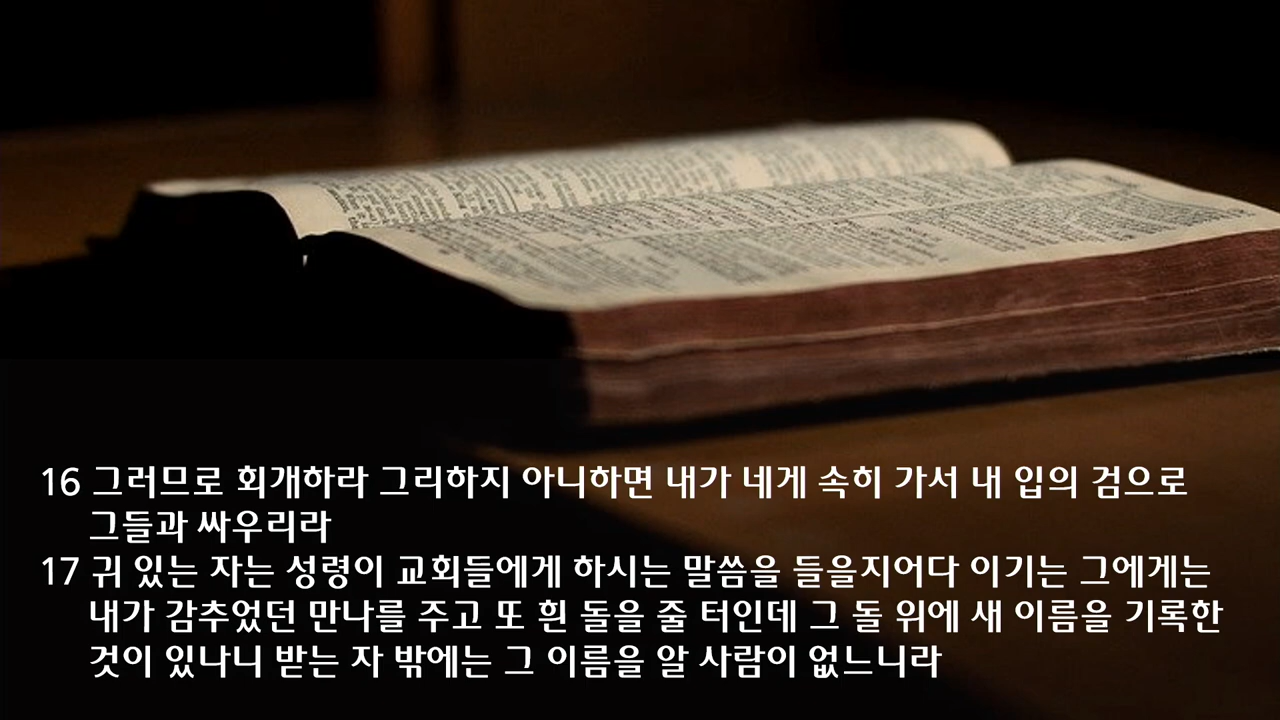 16 그러므로 회개하라 그리하지 아니하면 내가 네게 속히 가서 내 입의 검으로
그들과 싸우리라
17 귀 있는 자는 성령이 교회들에게 하시는 말씀을 들을지어다 이기는 그에게는
내가 감추었던 만나를 주고 또 흰 돌을 줄 터인데 그 돌 위에 새 이름을 기록한
것이 있나니 받는 자 밖에는 그 이름을 알 사람이 없느니라